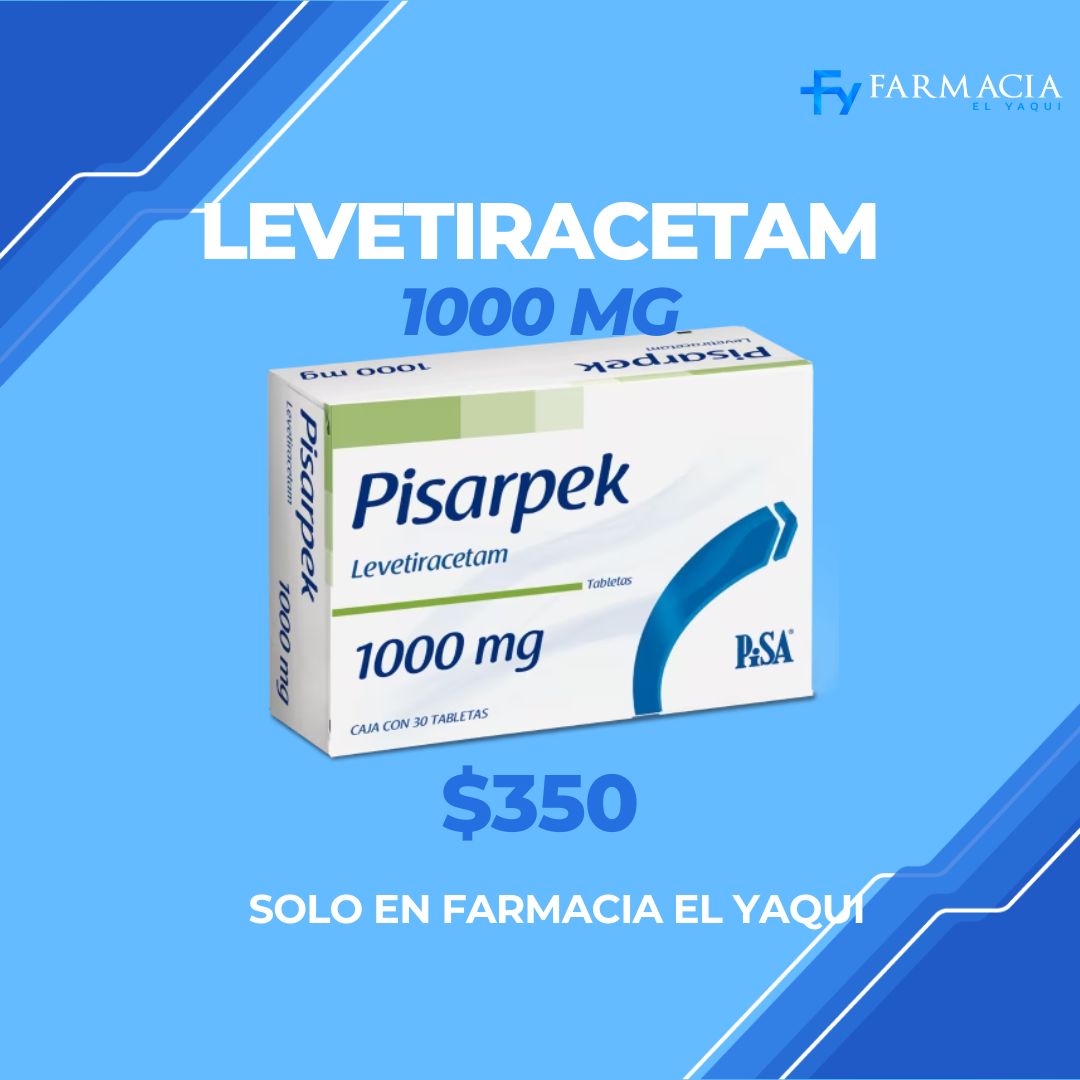 Fy FARMACIA
EL YAQUI
LEVETIRACETAM
1000 MG
Pisarpek
Levetiracetam
1000 mg
Pisarpek
Levetiracetam
1000 mg
Pisarpek
Levetiracetam
Tabletas
1000 mg
PiSA®
CAJA CON 30 TABLETAS
$350
SOLO EN FARMACIA EL YAQUI